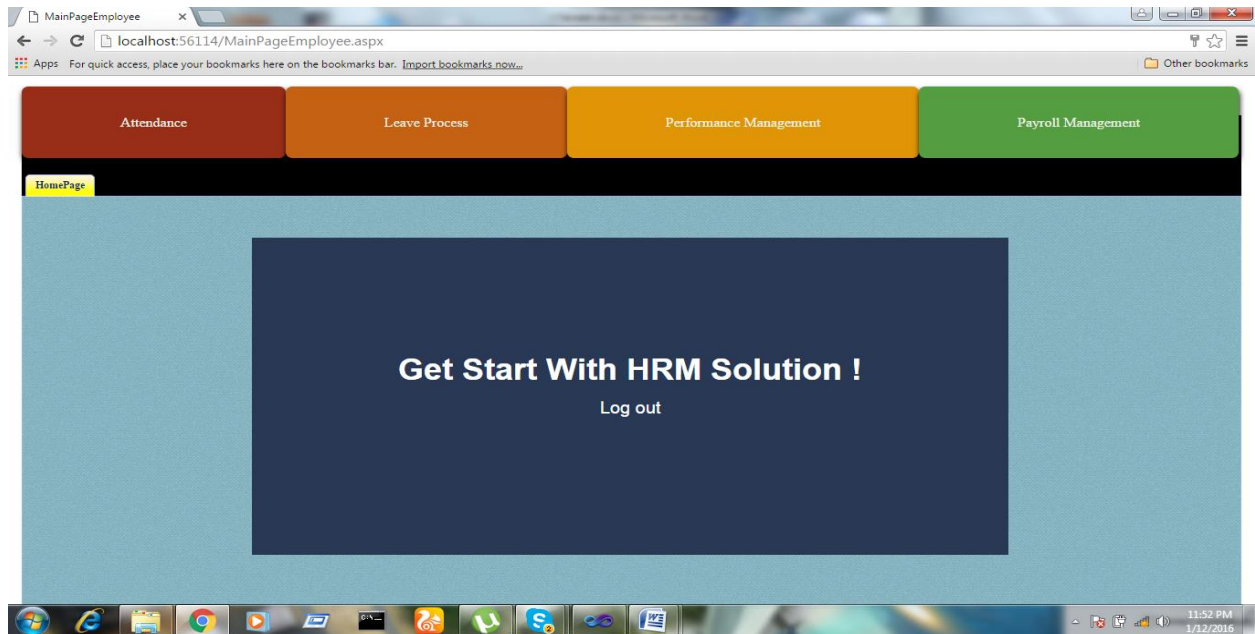 MainPageEmployee
localhost:56114/MainPageEmployee.aspx
Apps For quick access, place your bookmarks here on the bookmarks bar. Import bookmarks now... Other bookmarks
Attendance Leave Process Performance Management Payroll Management
HomePage
Get Start With HRM Solution !
Log out
11:52 PM
1/12/2016